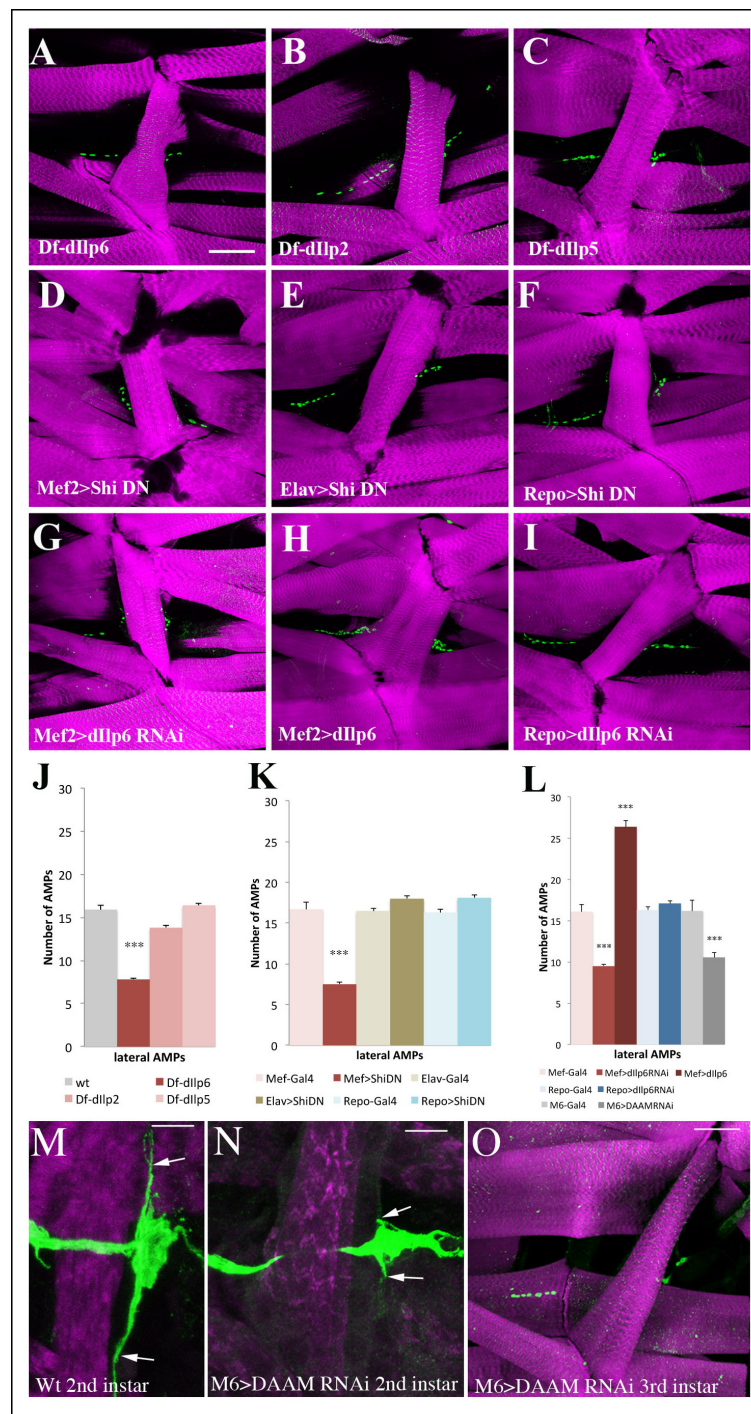 A
Df-dIlp6
B
Df-dIlp2
C
Df-dIlp5
D
Mef2>Shi DN
E
Elav>Shi DN
F
Repo>Shi DN
G
Mef2>dIlp6 RNAi
H
Mef2>dIlp6
I
Repo>dIlp6 RNAi
J
Number of AMPs
30
25
20
15
10
5
0
***
lateral AMPs
wt
Df-dIlp6
Df-dIlp2
Df-dIlp5
K
Number of AMPs
30
25
20
15
10
5
0
***
lateral AMPs
Mef-Gal4
Mef>ShiDN
Elav-Gal4
Elav>ShiDN
Repo-Gal4
Repo>ShiDN
L
Number of AMPs
30
25
20
15
10
5
0
***
***
***
lateral AMPs
Mef-Gal4
Mef>dIlp6RNAi
Mef>dIlp6
Repo-Gal4
Repo>dIlp6RNAi
M6-Gal4
M6>DAAMRNAi
M
Wt 2nd instar
N
M6>DAAM RNAi 2nd instar
O
M6>DAAM RNAi 3rd instar